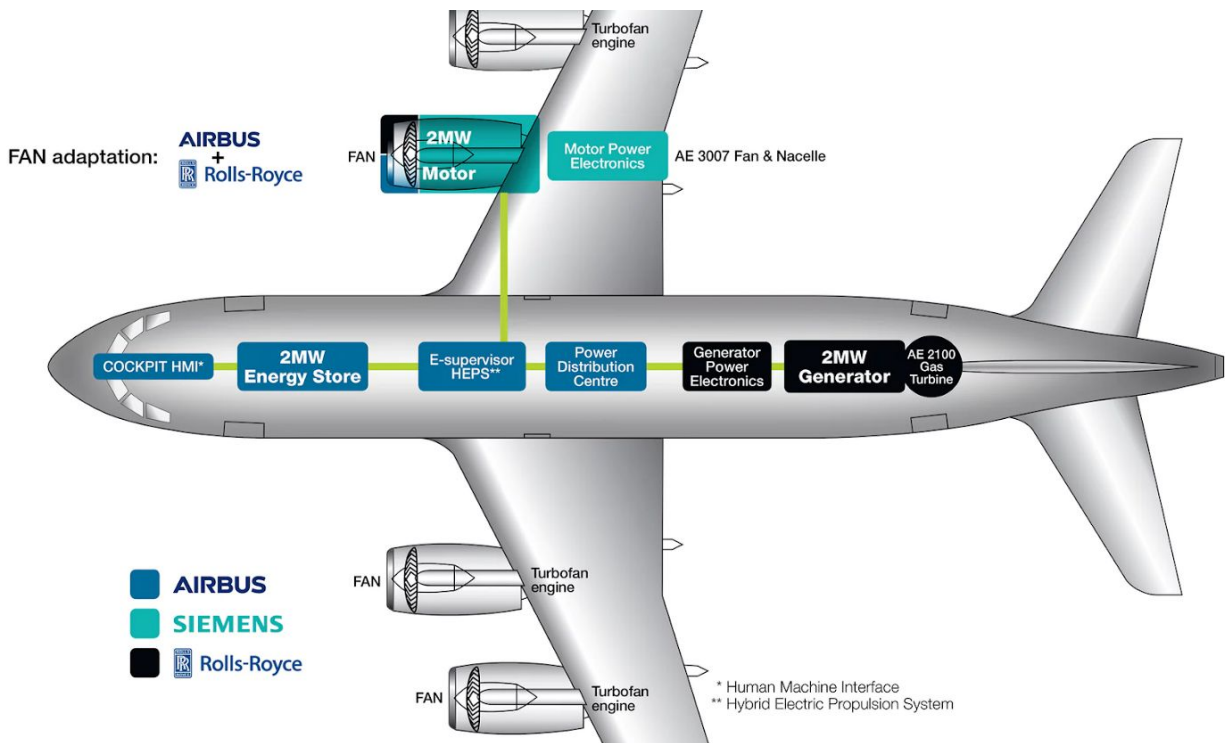 Turbofan
engine
FAN adaptation:
AIRBUS
+
RR Rolls-Royce
FAN
2MW
Motor
Motor Power
Electronics
AE 3007 Fan & Nacelle
COCKPIT HMI*
2MW
Energy Store
E-supervisor
HEPS**
Power
Distribution
Centre
Generator
Power
Electronics
2MW
Generator
AE 2100
Gas
Turbine
FAN
Turbofan
engine
AIRBUS
SIEMENS
RR Rolls-Royce
FAN
Turbofan
engine
* Human Machine Interface
** Hybrid Electric Propulsion System